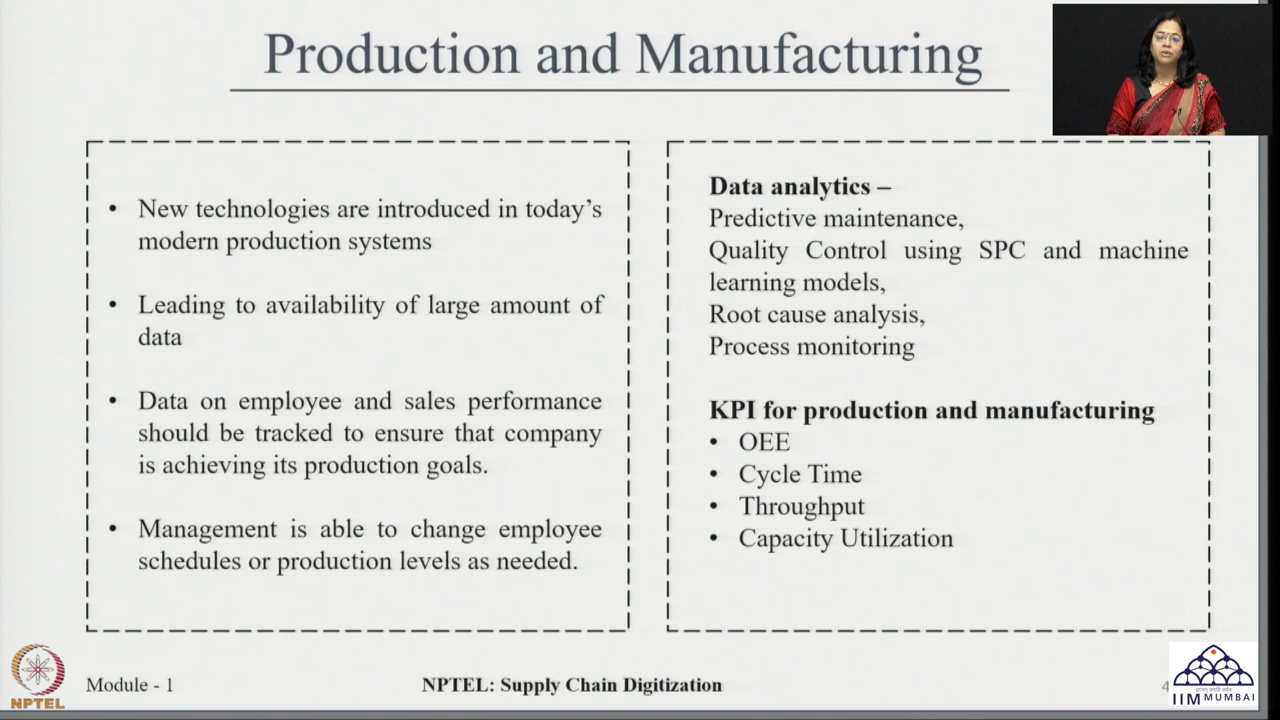 Production and Manufacturing
• New technologies are introduced in today's
modern production systems
• Leading to availability of large amount of
data
• Data on employee and sales performance
should be tracked to ensure that company
is achieving its production goals.
• Management is able to change employee
schedules or production levels as needed.
Data analytics –
Predictive maintenance,
Quality Control using SPC and machine
learning models,
Root cause analysis,
Process monitoring
KPI for production and manufacturing
• OEE
• Cycle Time
• Throughput
• Capacity Utilization
NPTEL
Module - 1
NPTEL: Supply Chain Digitization
4
IIM MUMBAI